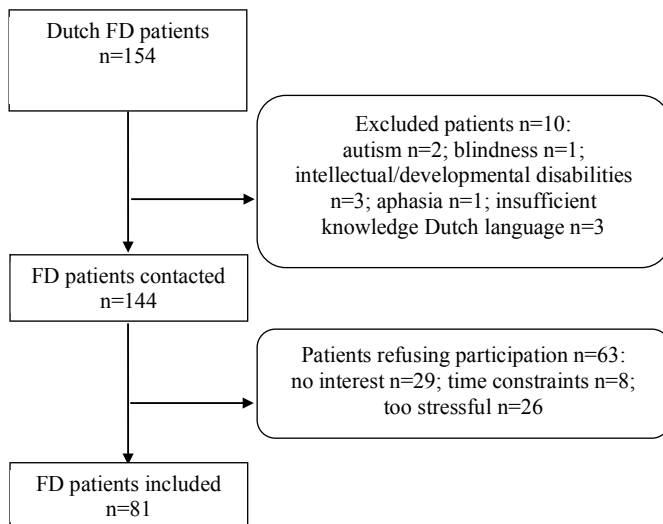 Dutch FD patients
n=154
Excluded patients n=10:
autism n=2; blindness n=1;
intellectual/developmental disabilities
n=3; aphasia n=1; insufficient
knowledge Dutch language n=3
FD patients contacted
n=144
Patients refusing participation n=63:
no interest n=29; time constraints n=8;
too stressful n=26
FD patients included
n=81